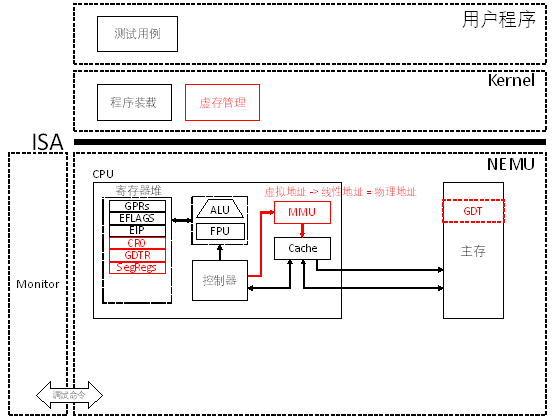 用户程序
测试用例
Kernel
程序装载
虚存管理
ISA
NEMU
CPU
寄存器堆
虚拟地址 -> 线性地址 = 物理地址
GPRs
EFLAGS
EIP
CR0
GDTR
SegRegs
ALU
FPU
MMU
Cache
控制器
GDT
主存
Monitor
调试命令